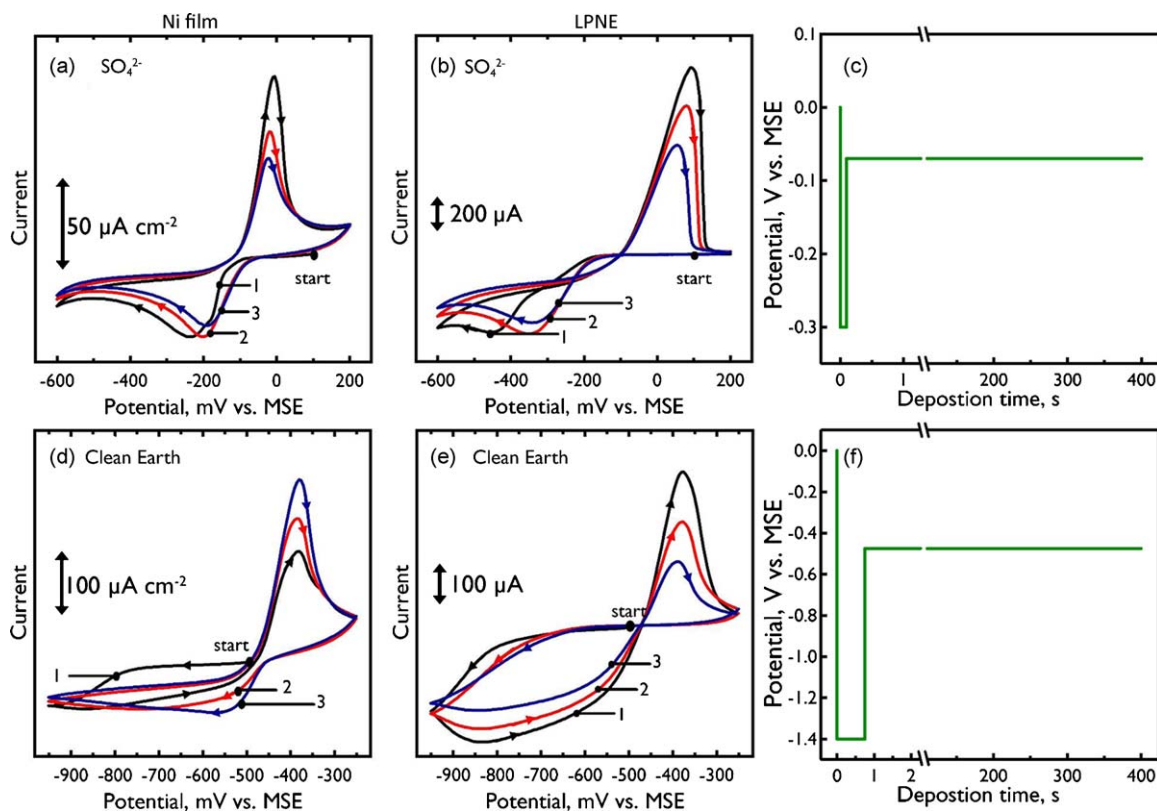 Ni film
LPNE
(a) SO₄²⁻
Current
50 µA cm⁻²
start
1
3
2
-600 -400 -200 0 200
Potential, mV vs. MSE
(b) SO₄²⁻
Current
200 µA
start
3
2
1
-600 -400 -200 0 200
Potential, mV vs. MSE
(c)
Potential, V vs. MSE
0.1
0.0
-0.1
-0.2
-0.3
0 1 200 300 400
Depostion time, s
(d) Clean Earth
Current
100 µA cm⁻²
start
1
2
3
-900 -800 -700 -600 -500 -400 -300
Potential, mV vs. MSE
(e) Clean Earth
Current
100 µA
start
3
2
1
-900 -800 -700 -600 -500 -400 -300
Potential, mV vs. MSE
(f)
Potential, V vs. MSE
0.0
-0.2
-0.4
-0.6
-0.8
-1.0
-1.2
-1.4
0 1 2 200 300 400
Depostion time, s